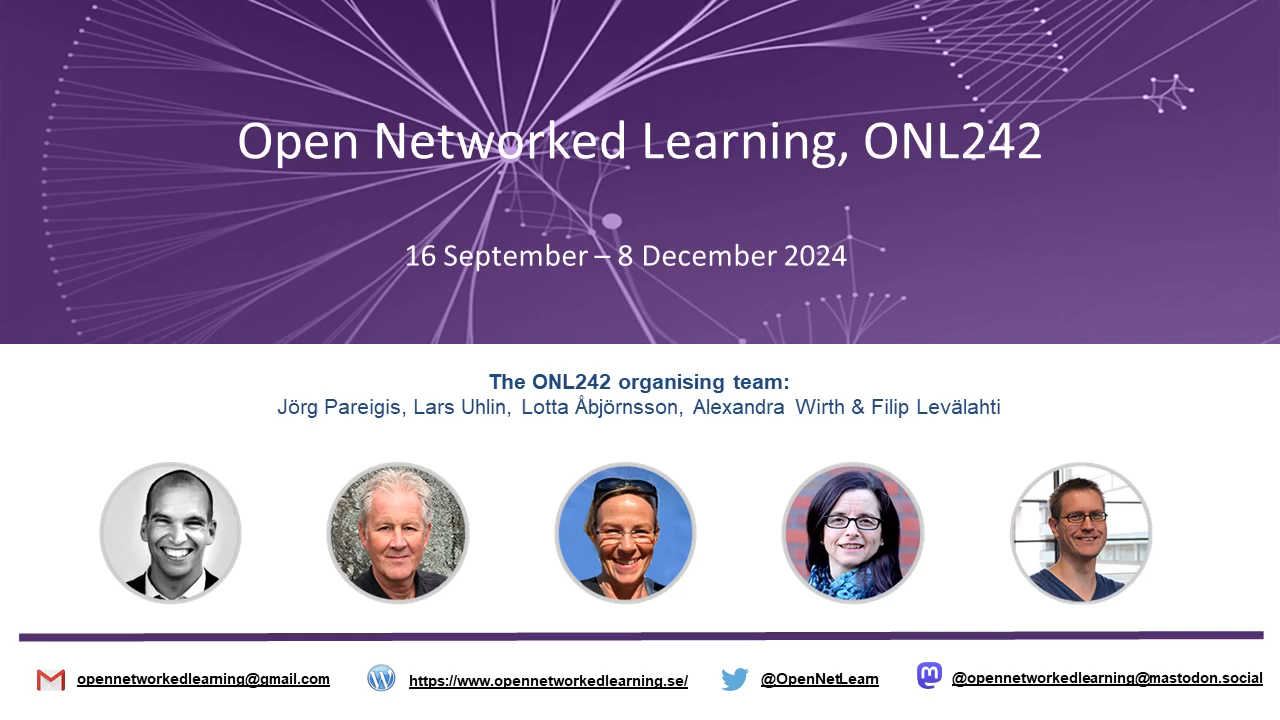 Open Networked Learning, ONL242
16 September – 8 December 2024
The ONL242 organising team:
Jörg Pareigis, Lars Uhlin, Lotta Åbjörnsson, Alexandra Wirth & Filip Levälahti
opennetworkedlearning@gmail.com
https://www.opennetworkedlearning.se/
@OpenNetLearn
@opennetworkedlearning@mastodon.social